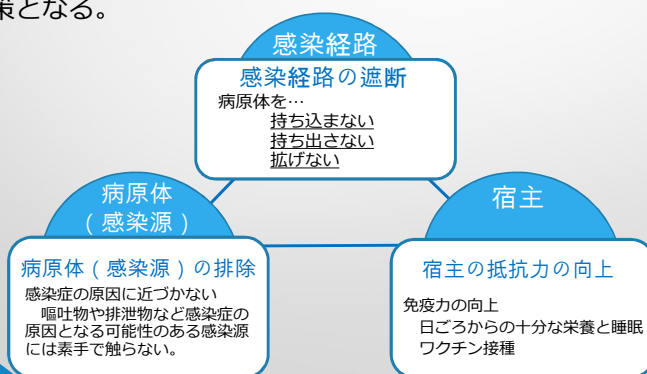 策となる。
感染経路
感染経路の遮断
病原体を…
持ち込まない
持ち出さない
拡げない
病原体
（感染源）
病原体（感染源）の排除
感染症の原因に近づかない
嘔吐物や排泄物など感染症の
原因となる可能性のある感染源
には素手で触らない。
宿主
宿主の抵抗力の向上
免疫力の向上
日ごろからの十分な栄養と睡眠
ワクチン接種